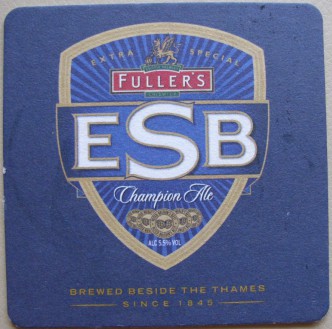 EXTRA SPECIAL
FULLER'S
ESB
Champion Ale
ALC 5.5% VOL
BREWED BESIDE THE THAMES
SINCE 1845